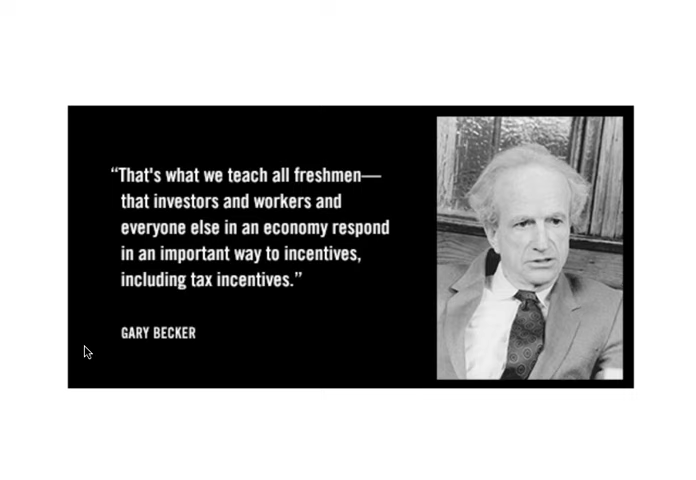 “That's what we teach all freshmen—
that investors and workers and
everyone else in an economy respond
in an important way to incentives,
including tax incentives.”
GARY BECKER